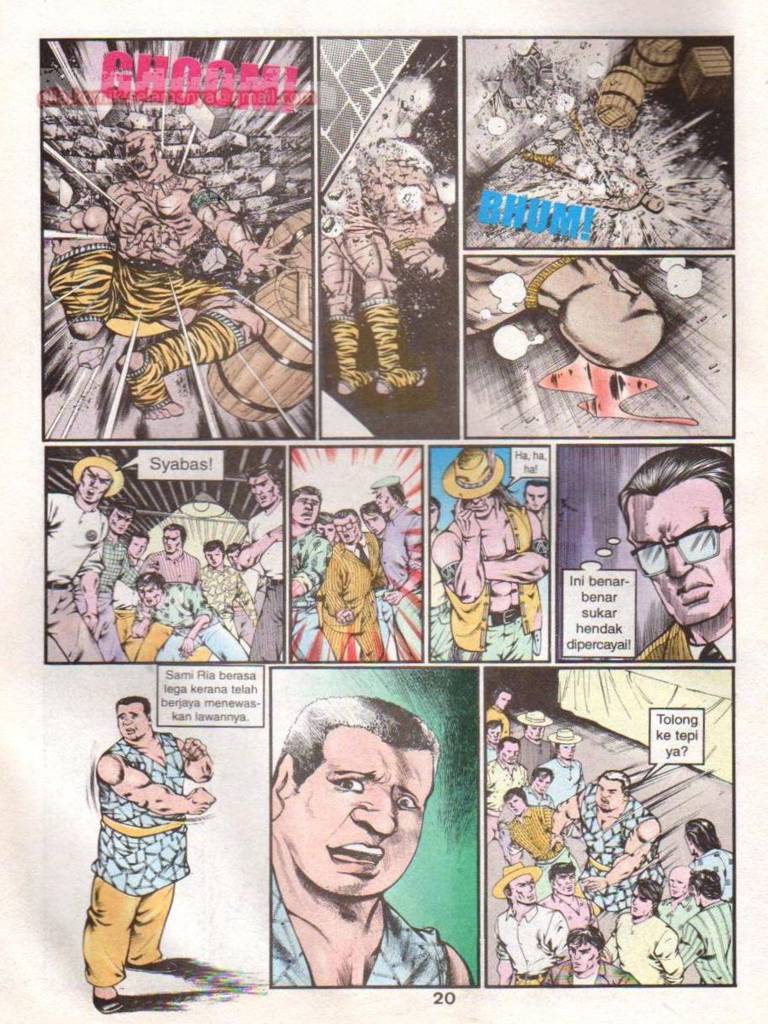 GHOOM!
BHUM!
Syabas!
Ha, ha,
ha!
Ini benar-
benar
sukar
hendak
dipercayai!
Sami Ria berasa
lega kerana telah
berjaya menewas-
kan lawannya.
Tolong
ke tepi
ya?
20